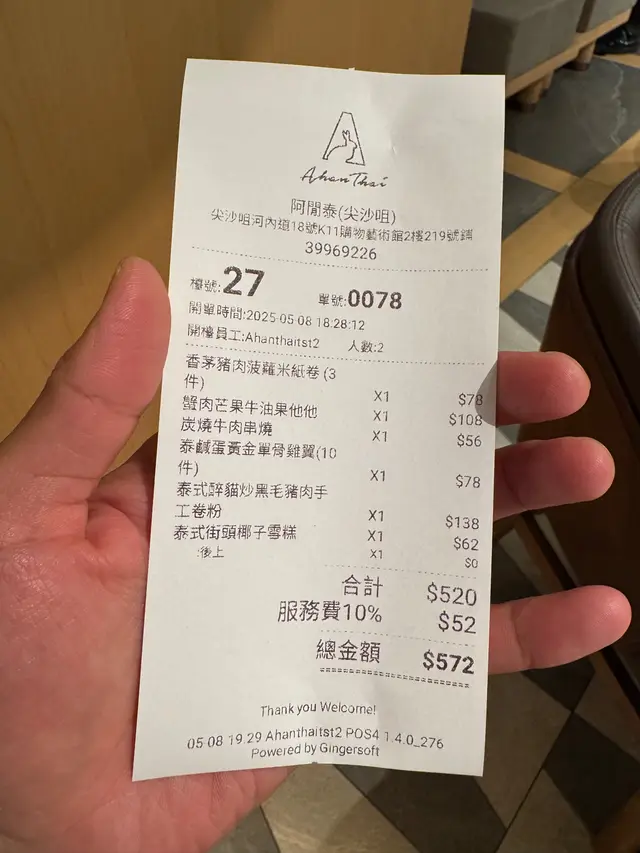 AhanThai
阿閒泰(尖沙咀)
尖沙咀河內道18號K11購物藝術館2樓219號鋪
39969226
檯號:27 單號:0078
開單時間:2025-05-08 18:28:12
開檯員工:Ahanthaitst2 人數:2
香茅豬肉菠蘿米紙卷(3
件) X1 $78
蟹肉芒果牛油果他他 X1 $108
炭燒牛肉串燒 X1 $56
泰鹹蛋黃金單骨雞翼(10
件) X1 $78
泰式醉貓炒黑毛豬肉手
工卷粉 X1 $138
泰式街頭椰子雪糕 X1 $62
:後上 X1 $0
合計 $520
服務費10% $52
總金額 $572
Thank you Welcome!
05-08 19:29 Ahanthaitst2 POS4 1.4.0_276
Powered by Gingersoft